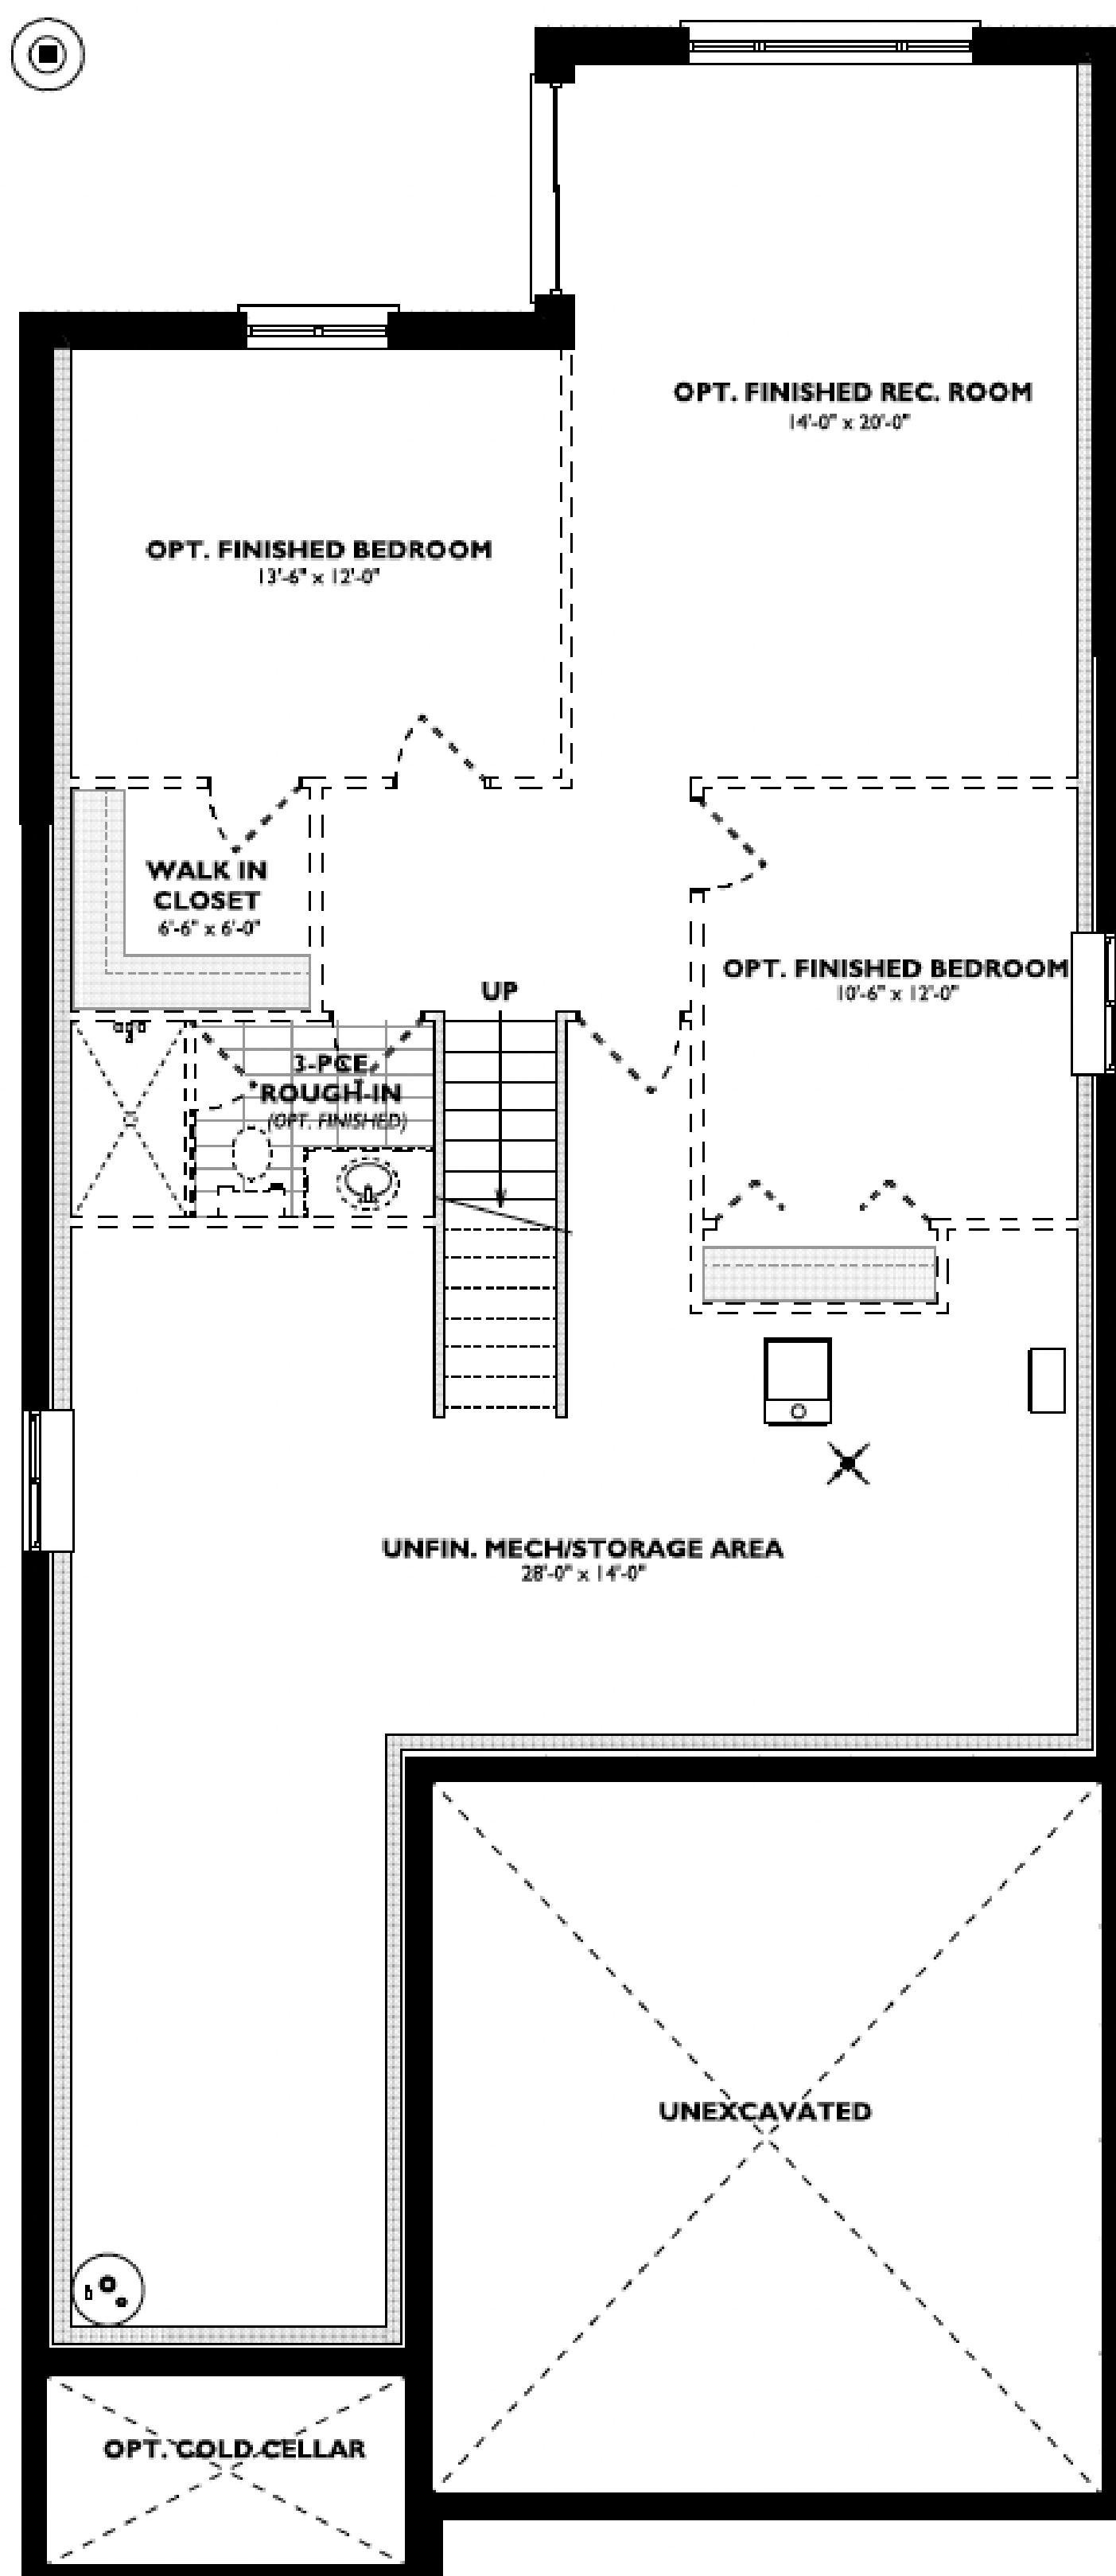 OPT. FINISHED REC. ROOM
14'-0" x 20'-0"
OPT. FINISHED BEDROOM
13'-6" x 12'-0"
WALK IN
CLOSET
6'-6" x 6'-0"
OPT. FINISHED BEDROOM
10'-6" x 12'-0"
UP
3-PCE.
ROUGH-IN
(OPT. FINISHED)
UNFIN. MECH/STORAGE AREA
28'-0" x 14'-0"
UNEXCAVATED
OPT. COLD CELLAR